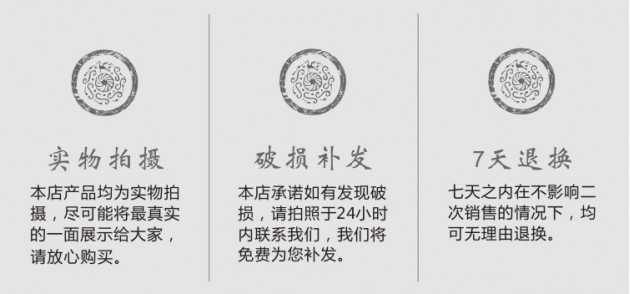 实物拍摄
本店产品均为实物拍
摄，尽可能将最真实
的一面展示给大家，
请放心购买。
破损补发
本店承诺如有发现破
损，请拍照于24小时
内联系我们，我们将
免费为您补发。
7天退换
七天之内在不影响二
次销售的情况下，均
可无理由退换。